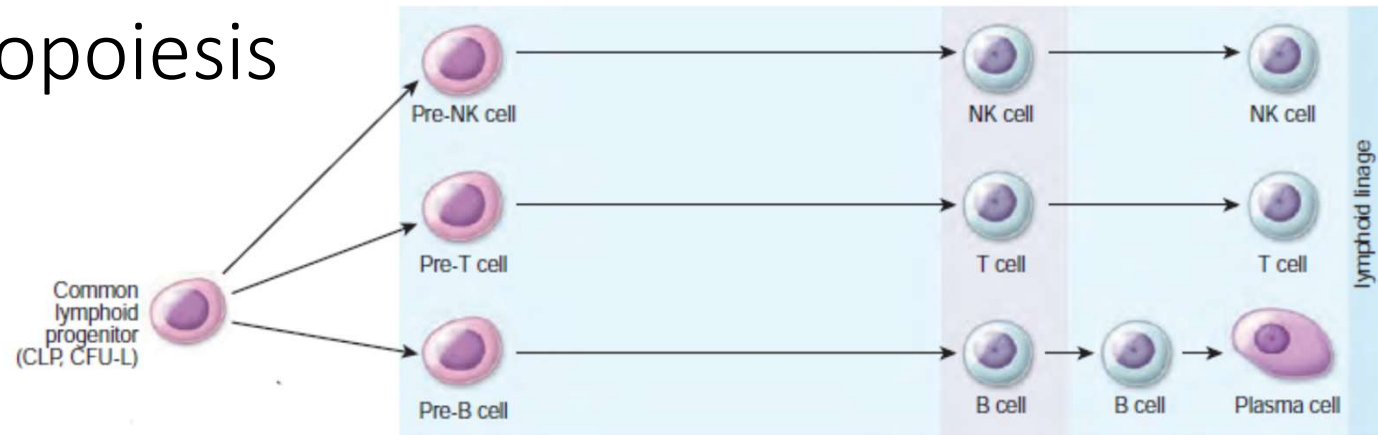 opoiesis
Pre-NK cell
NK cell
NK cell
Pre-T cell
T cell
T cell
Common
lymphoid
progenitor
(CLP, CFU-L)
Pre-B cell
B cell
B cell
Plasma cell
lymphoid linage